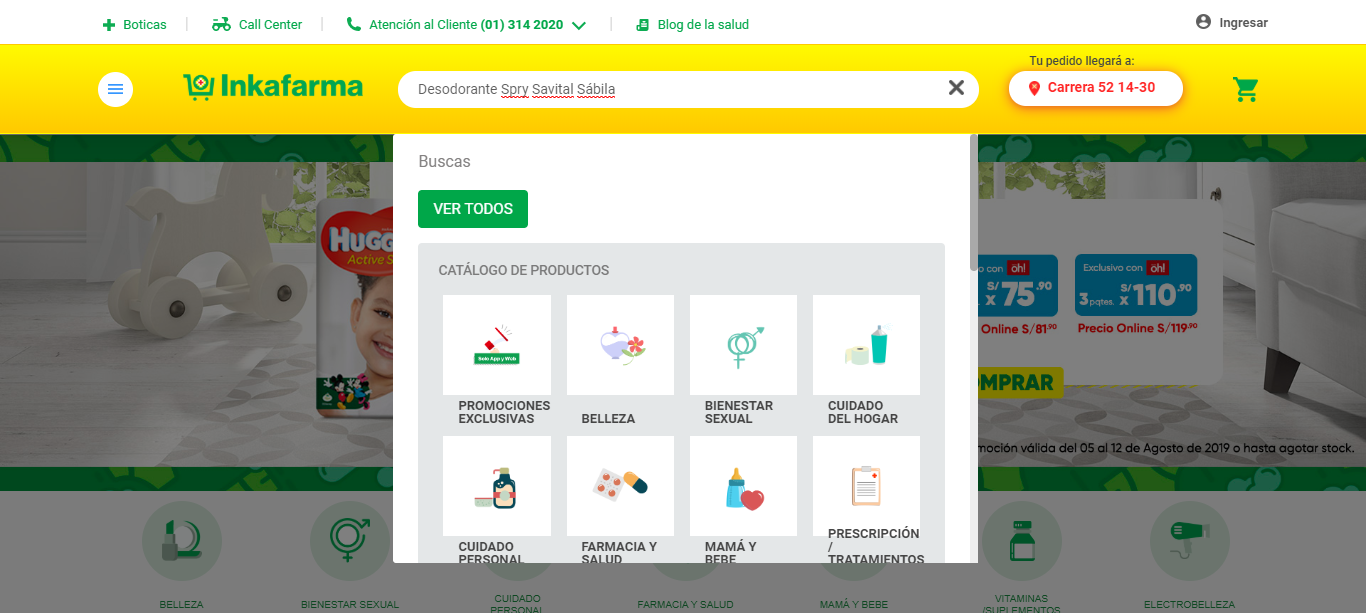 Boticas
Call Center
Atención al Cliente (01) 314 2020
Blog de la salud
Ingresar
Inkafarma
Desodorante Spry Savital Sábila
Tu pedido llegará a:
Carrera 52 14-30
Buscas
VER TODOS
CATÁLOGO DE PRODUCTOS
Solo App y Web
PROMOCIONES
EXCLUSIVAS
BELLEZA
BIENESTAR
SEXUAL
CUIDADO
DEL HOGAR
CUIDADO
PERSONAL
FARMACIA Y
SALUD
MAMÁ Y
BEBE
PRESCRIPCIÓN
/
TRATAMIENTOS
HUGG
Active S
o con oh!
S/
x 75.90
Online S/81.90
Exclusivo con oh!
S/
3 pqtes. x 110.90
Precio Online S/119.90
OMPRAR
moción válida del 05 al 12 de Agosto de 2019 o hasta agotar stock.
BELLEZA
BIENESTAR SEXUAL
CUIDADO
PERSONAL
FARMACIA Y SALUD
MAMÁ Y BEBE
VITAMINAS
/SUPLEMENTOS
ELECTROBELLEZA